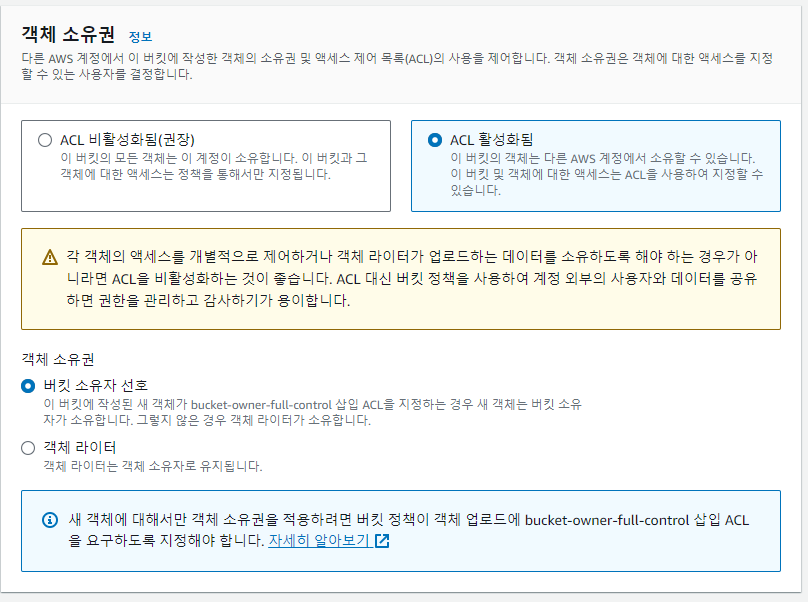 객체 소유권 정보
다른 AWS 계정에서 이 버킷에 작성한 객체의 소유권 및 액세스 제어 목록(ACL)의 사용을 제어합니다. 객체 소유권은 객체에 대한 액세스를 지정
할 수 있는 사용자를 결정합니다.
ACL 비활성화됨(권장)
이 버킷의 모든 객체는 이 계정이 소유합니다. 이 버킷과 그
객체에 대한 액세스는 정책을 통해서만 지정됩니다.
ACL 활성화됨
이 버킷의 객체는 다른 AWS 계정에서 소유할 수 있습니다.
이 버킷 및 객체에 대한 액세스는 ACL을 사용하여 지정할 수
있습니다.
각 객체의 액세스를 개별적으로 제어하거나 객체 라이터가 업로드하는 데이터를 소유하도록 해야 하는 경우가 아
니라면 ACL을 비활성화하는 것이 좋습니다. ACL 대신 버킷 정책을 사용하여 계정 외부의 사용자와 데이터를 공유
하면 권한을 관리하고 감사하기가 용이합니다.
객체 소유권
버킷 소유자 선호
이 버킷에 작성된 새 객체가 bucket-owner-full-control 삽입 ACL을 지정하는 경우 새 객체는 버킷 소유
자가 소유합니다. 그렇지 않은 경우 객체 라이터가 소유합니다.
객체 라이터
객체 라이터는 객체 소유자로 유지됩니다.
새 객체에 대해서만 객체 소유권을 적용하려면 버킷 정책이 객체 업로드에 bucket-owner-full-control 삽입 ACL
을 요구하도록 지정해야 합니다. 자세히 알아보기